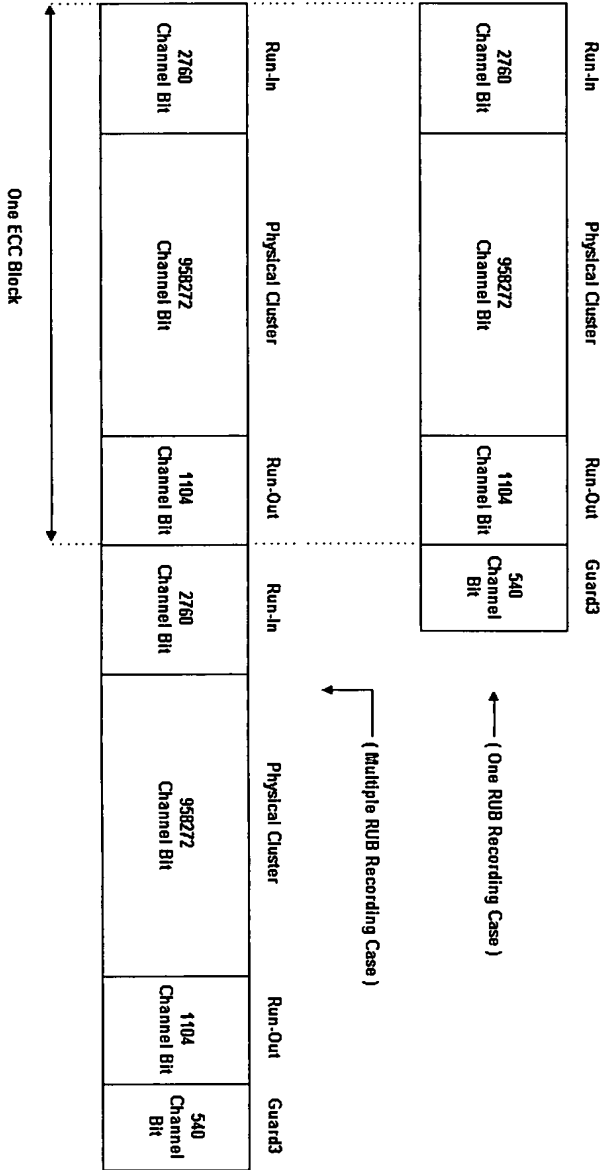 Run-In
Physical Cluster
Run-Out
Guard3
2760
Channel Bit
958272
Channel Bit
1104
Channel Bit
540
Channel
Bit
( One RUB Recording Case )
( Multiple RUB Recording Case )
Run-In
Physical Cluster
Run-Out
Run-In
Physical Cluster
Run-Out
Guard3
2760
Channel Bit
958272
Channel Bit
1104
Channel Bit
2760
Channel Bit
958272
Channel Bit
1104
Channel Bit
540
Channel
Bit
One ECC Block